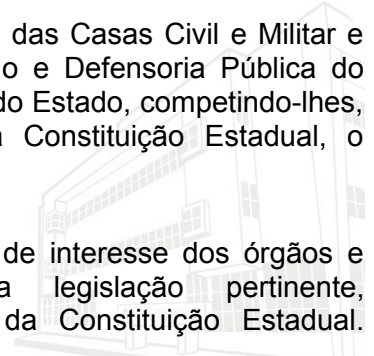 das Casas Civil e Militar e
o e Defensoria Pública do
do Estado, competindo-lhes,
a Constituição Estadual, o
de interesse dos órgãos e
a legislação pertinente,
da Constituição Estadual.